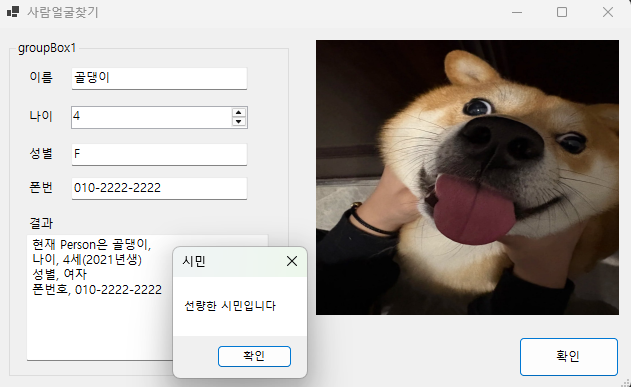 사람얼굴찾기
groupBox1
이름 골댕이
나이 4
성별 F
폰번 010-2222-2222
결과
현재 Person은 골댕이,
나이, 4세(2021년생)
성별, 여자
폰번호, 010-2222-2222
시민
선량한 시민입니다
확인
확인